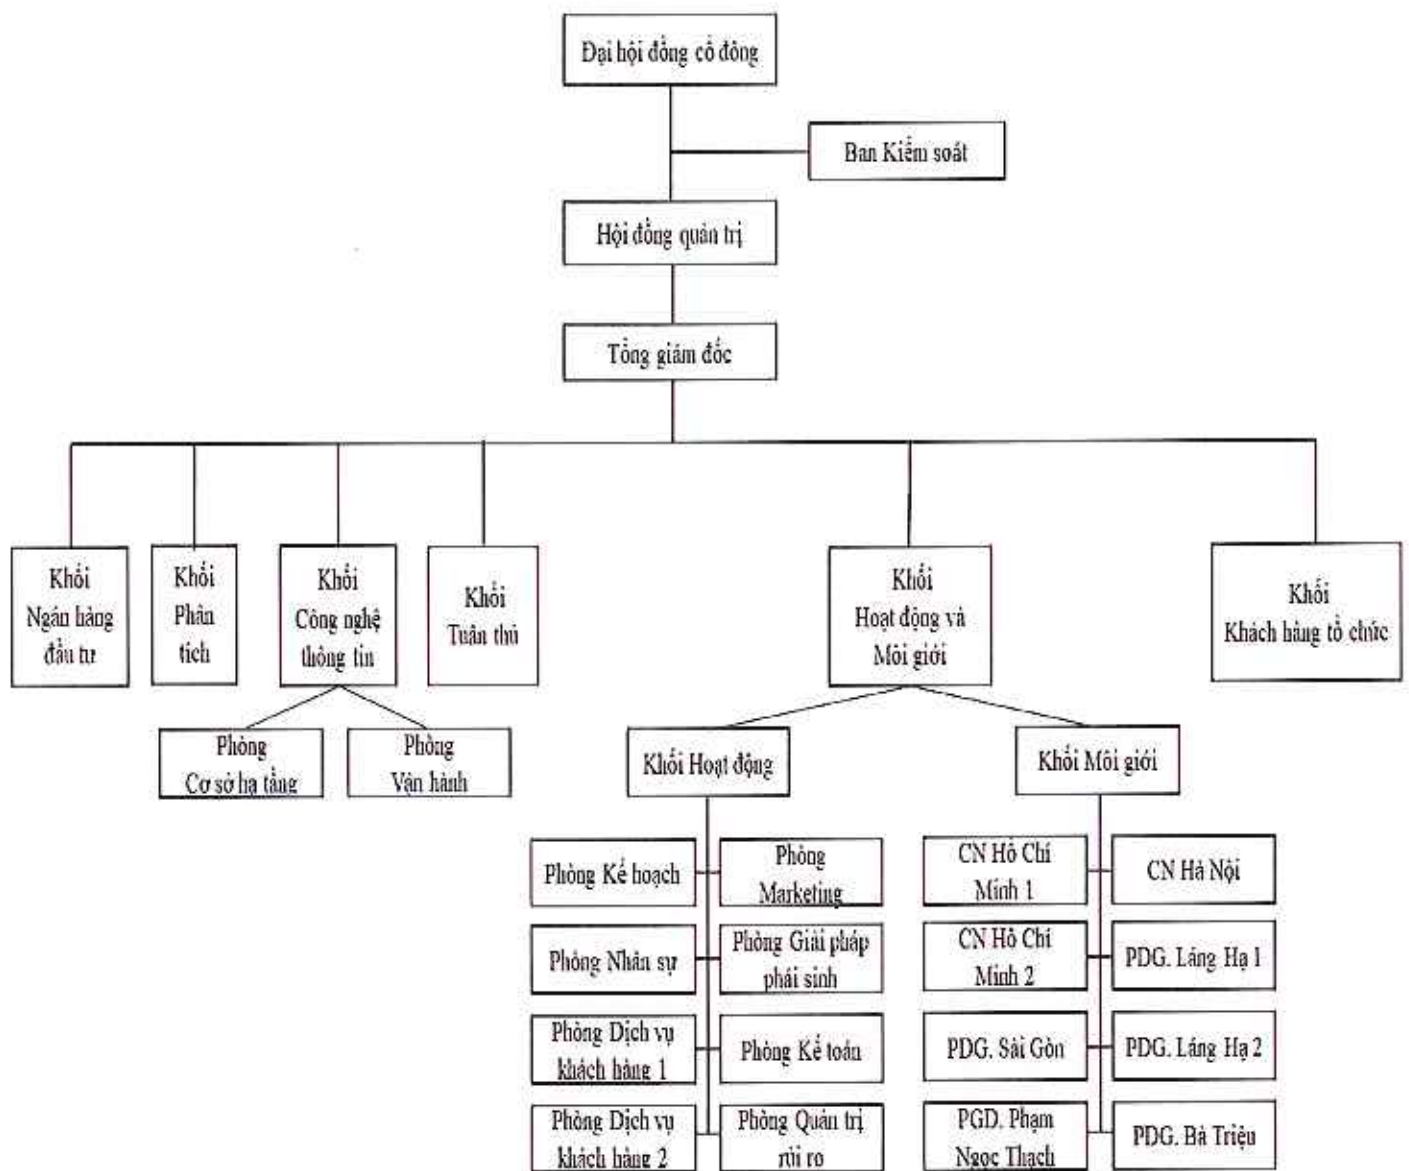 Đại hội đồng cổ đông
Ban Kiểm soát
Hội đồng quản trị
Tổng giám đốc
Khối
Ngân hàng
đầu tư
Khối
Phân
tích
Khối
Công nghệ
thông tin
Khối
Tuân thủ
Khối
Hoạt động và
Môi giới
Khối
Khách hàng tổ chức
Phòng
Cơ sở hạ tầng
Phòng
Vận hành
Khối Hoạt động
Khối Môi giới
Phòng Kế hoạch
Phòng
Marketing
Phòng Nhân sự
Phòng Giải pháp
phái sinh
Phòng Dịch vụ
khách hàng 1
Phòng Kế toán
Phòng Dịch vụ
khách hàng 2
Phòng Quản trị
rủi ro
CN Hồ Chí
Minh 1
CN Hà Nội
CN Hồ Chí
Minh 2
PDG. Láng Hạ 1
PDG. Sài Gòn
PDG. Láng Hạ 2
PGD. Phạm
Ngọc Thạch
PDG. Bà Triệu